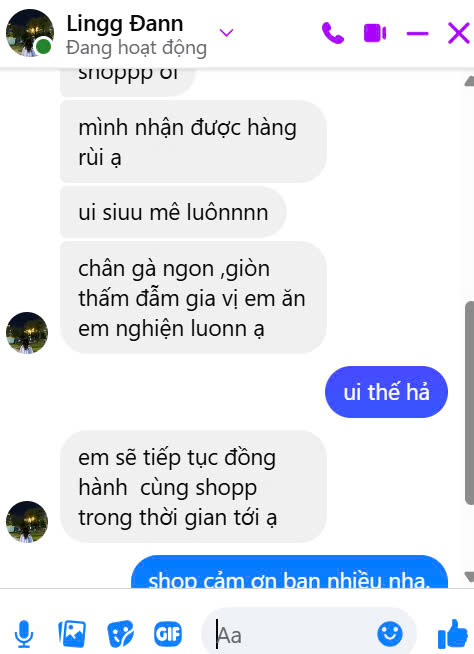 Lingg Đann
Đang hoạt động
shoppp ơi
mình nhận được hàng
rùi ạ
ui siuu mê luônnnn
chân gà ngon ,giòn
thấm đẫm gia vị em ăn
em nghiện luonn ạ
ui thế hả
em sẽ tiếp tục đồng
hành cùng shopp
trong thời gian tới ạ
shop cảm ơn bạn nhiều nha.
GIF
Aa